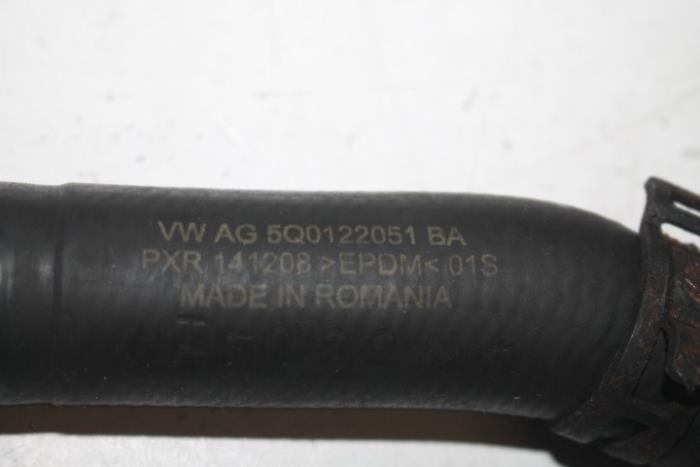 VW AG 5Q0122051 BA
PXR 141208 >EPDM< 01S
MADE IN ROMANIA